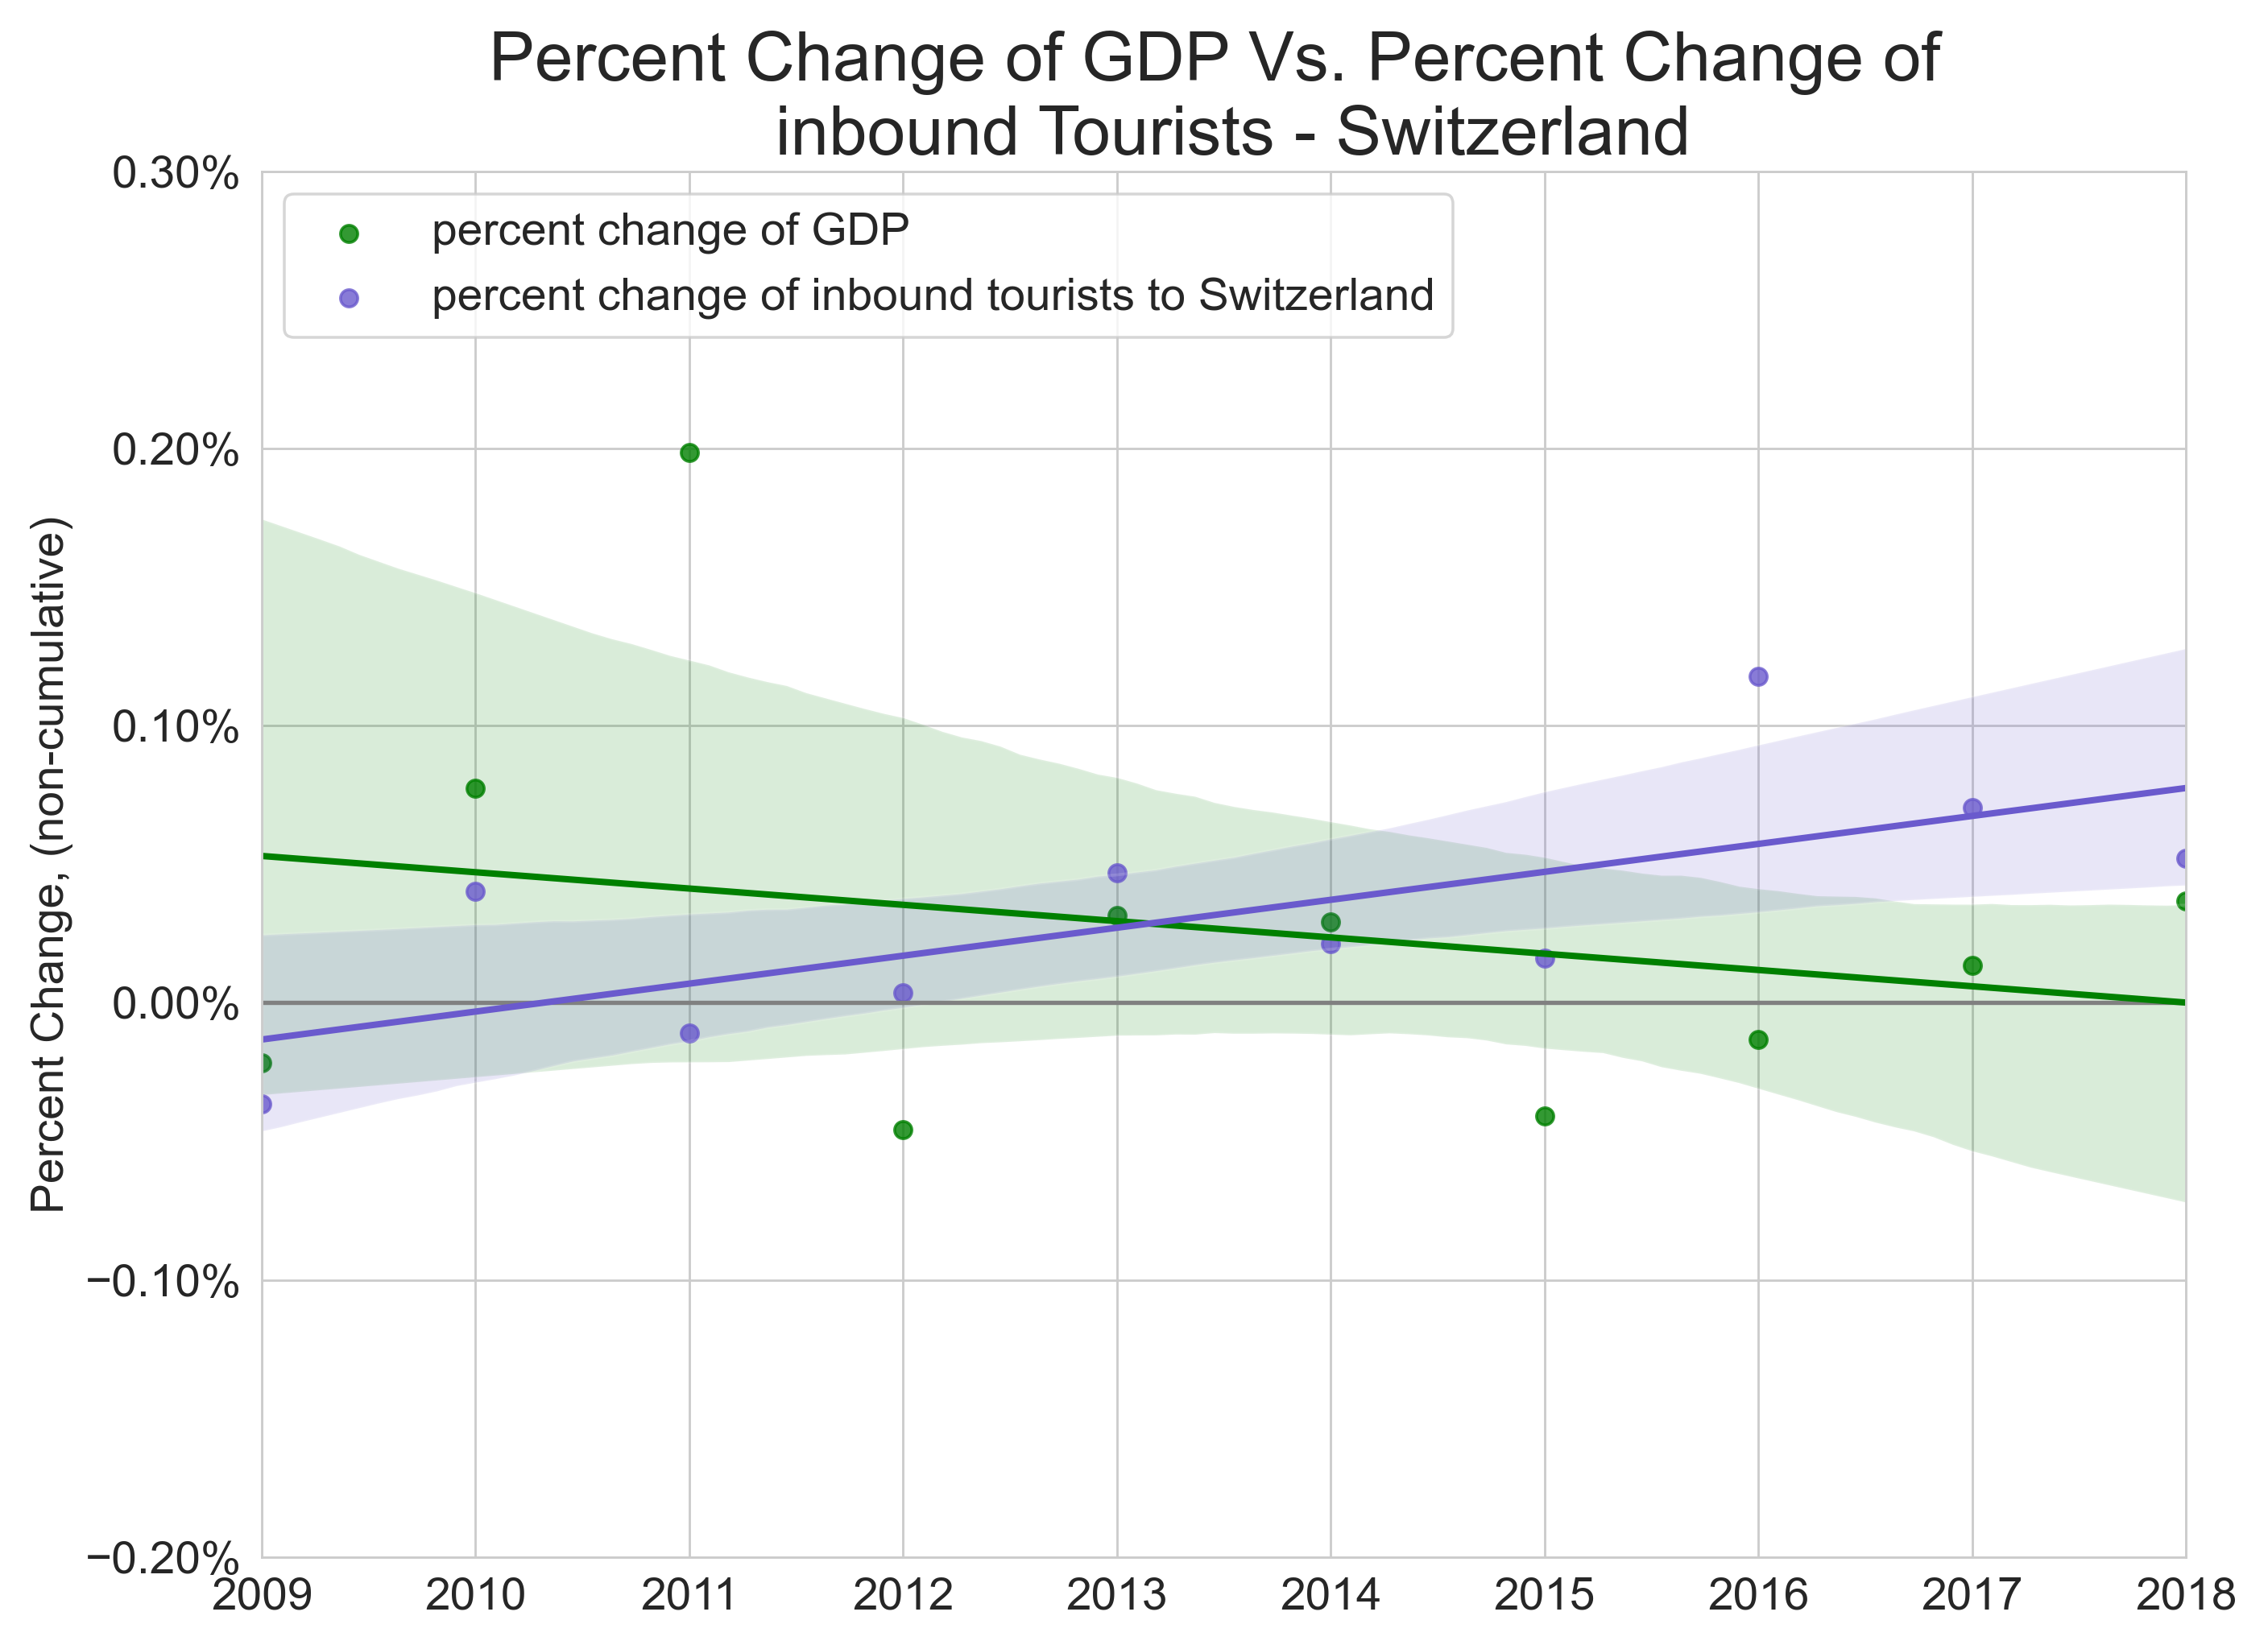 Percent Change of GDP Vs. Percent Change of
inbound Tourists - Switzerland
percent change of GDP
percent change of inbound tourists to Switzerland
Percent Change, (non-cumulative)
0.30%
0.20%
0.10%
0.00%
−0.10%
−0.20%
2009 2010 2011 2012 2013 2014 2015 2016 2017 2018